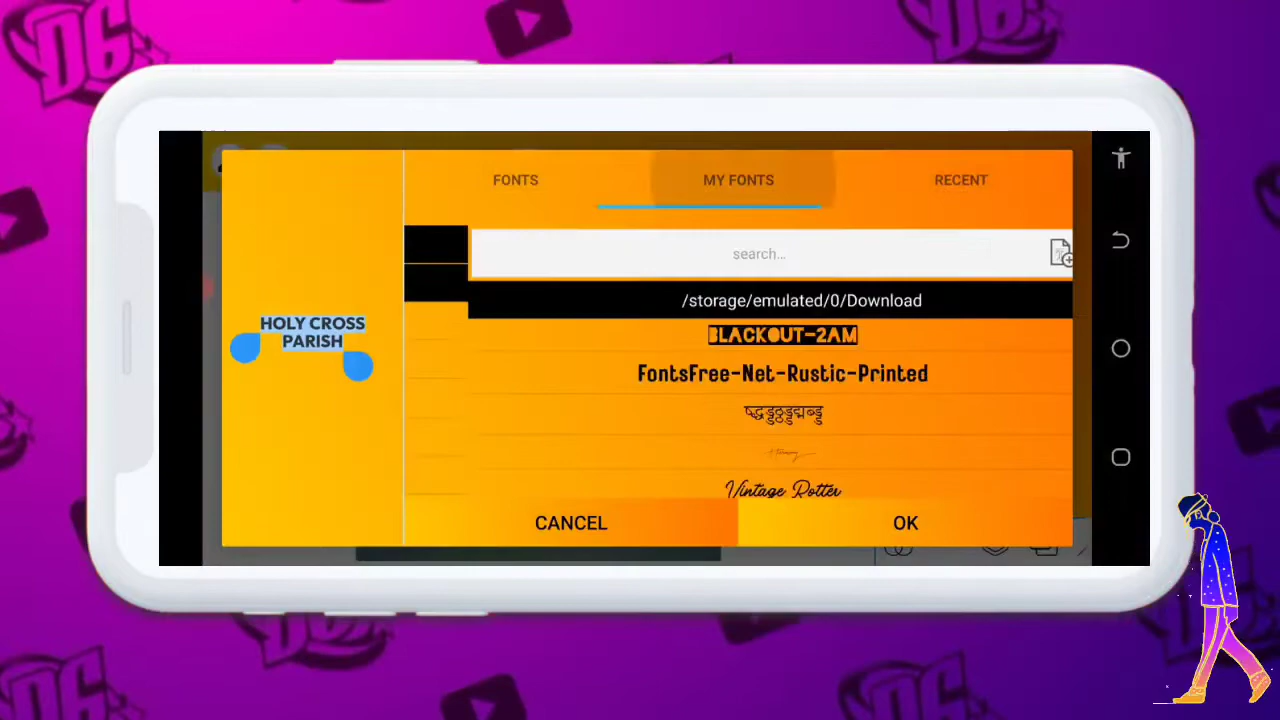 FONTS
MY FONTS
RECENT
search...
HOLY CROSS
PARISH
/storage/emulated/0/Download
BLACKOUT-2AM
FontsFree-Net-Rustic-Printed
Vintage Rotter
CANCEL
OK